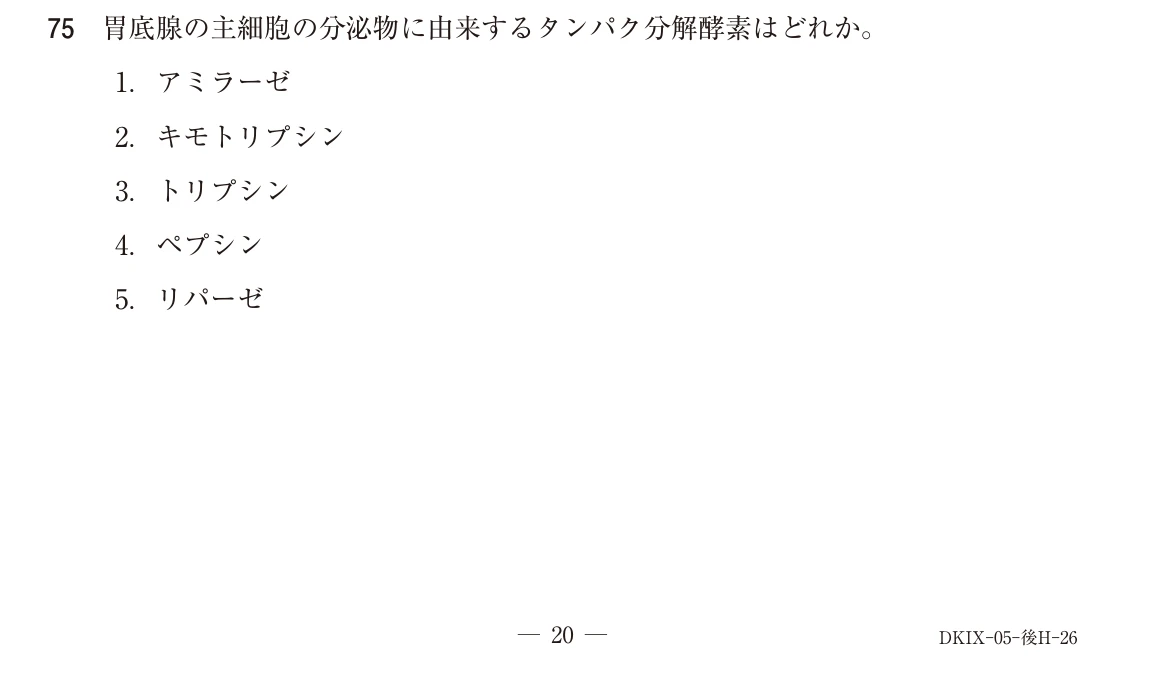 75 胃底腺の主細胞の分泌物に由来するタンパク分解酵素はどれか。
1. アミラーゼ
2. キモトリプシン
3. トリプシン
4. ペプシン
5. リパーゼ
— 20 —
DKIX-05-後H-26